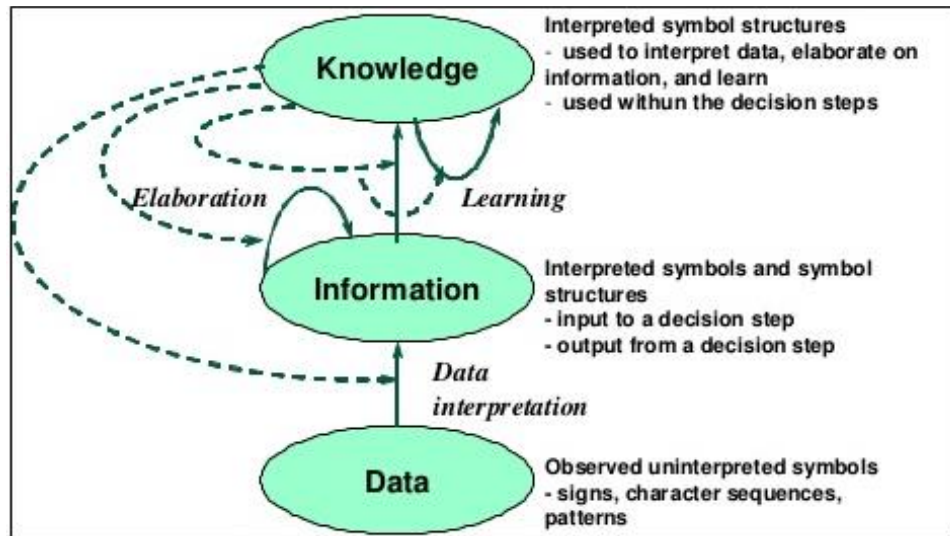 Knowledge
Interpreted symbol structures
- used to interpret data, elaborate on
information, and learn
- used withun the decision steps
Elaboration
Learning
Information
Interpreted symbols and symbol
structures
- input to a decision step
- output from a decision step
Data
interpretation
Data
Observed uninterpreted symbols
- signs, character sequences,
patterns